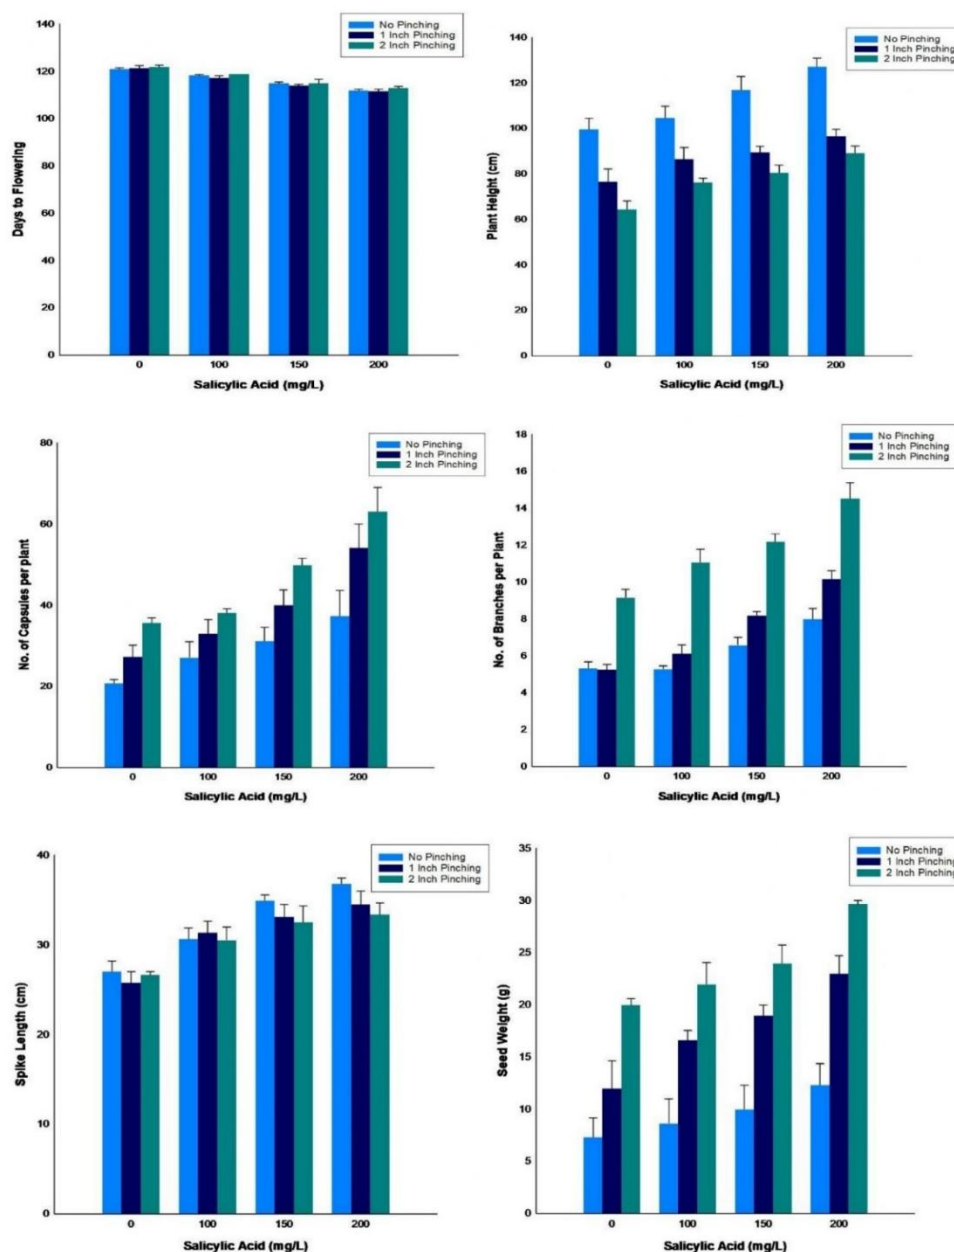 140
120
100
80
60
40
20
0
Days to Flowering
No Pinching
1 Inch Pinching
2 Inch Pinching
0 100 150 200
Salicylic Acid (mg/L)
140
120
100
80
60
40
20
0
Plant Height (cm)
No Pinching
1 Inch Pinching
2 Inch Pinching
0 100 150 200
Salicylic Acid (mg/L)
80
60
40
20
0
No. of Capsules per plant
No Pinching
1 Inch Pinching
2 Inch Pinching
0 100 150 200
Salicylic Acid (mg/L)
18
16
14
12
10
8
6
4
2
0
No. of Branches per Plant
No Pinching
1 Inch Pinching
2 Inch Pinching
0 100 150 200
Salicylic Acid (mg/L)
40
30
20
10
0
Spike Length (cm)
No Pinching
1 Inch Pinching
2 Inch Pinching
0 100 150 200
Salicylic Acid (mg/L)
35
30
25
20
15
10
5
0
Seed Weight (g)
No Pinching
1 Inch Pinching
2 Inch Pinching
0 100 150 200
Salicylic Acid (mg/L)